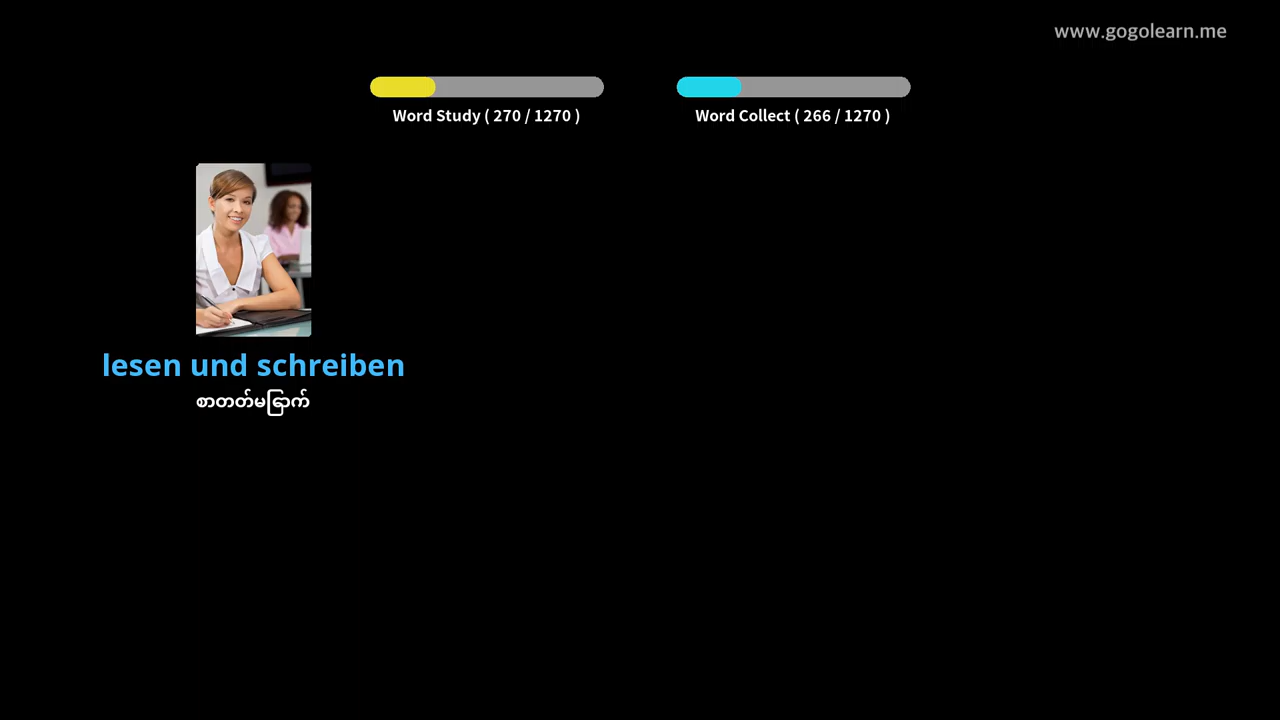 www.gogolearn.me
Word Study ( 270 / 1270 )
Word Collect ( 266 / 1270 )
lesen und schreiben
စာတတ်မြောက်